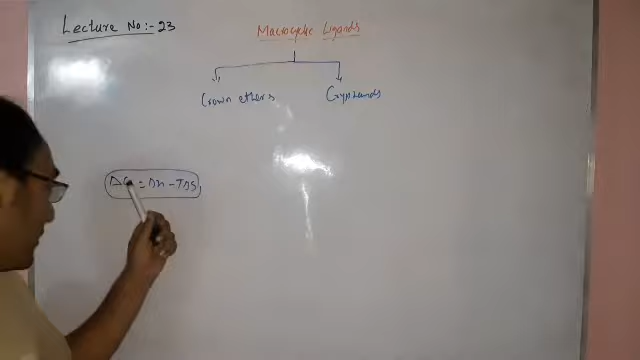 Lecture No:- 23
Macrocyclic Ligands
Crown ethers
Cryptands
ΔG = ΔH - TΔS